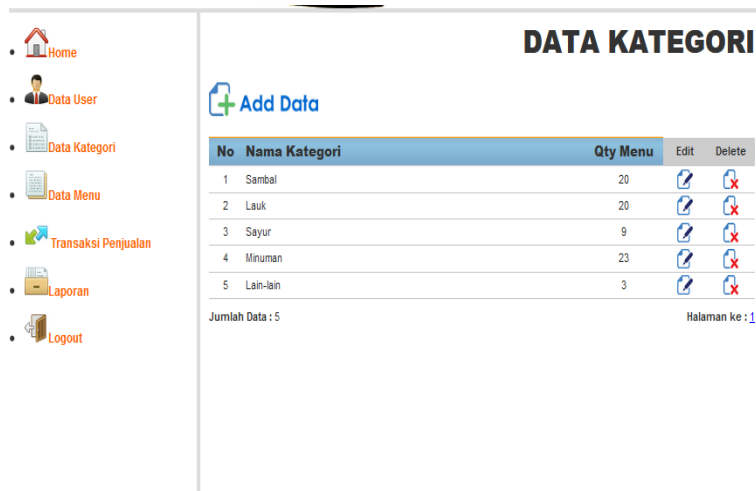 Home
Data User
Data Kategori
Data Menu
Transaksi Penjualan
Laporan
Logout
DATA KATEGORI
Add Data
No Nama Kategori Qty Menu Edit Delete
1 Sambal 20
2 Lauk 20
3 Sayur 9
4 Minuman 23
5 Lain-lain 3
Jumlah Data : 5 Halaman ke : 1